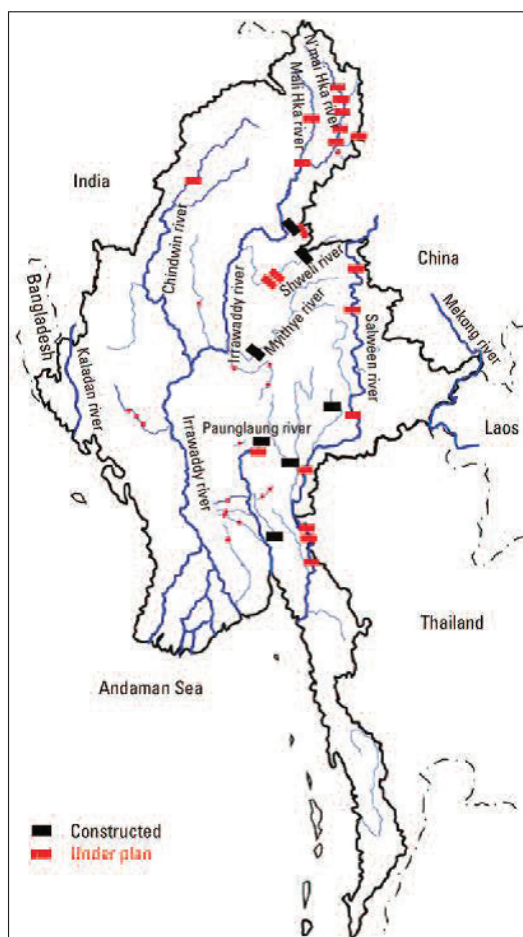 N'mai Hka river
Mali Hka river
India
China
Chindwin river
Irrawaddy river
Shweli river
Mythye river
Bangladesh
Kaladan river
Salween river
Mekong river
Laos
Paunglaung river
Irrawaddy river
Thailand
Andaman Sea
Constructed
Under plan